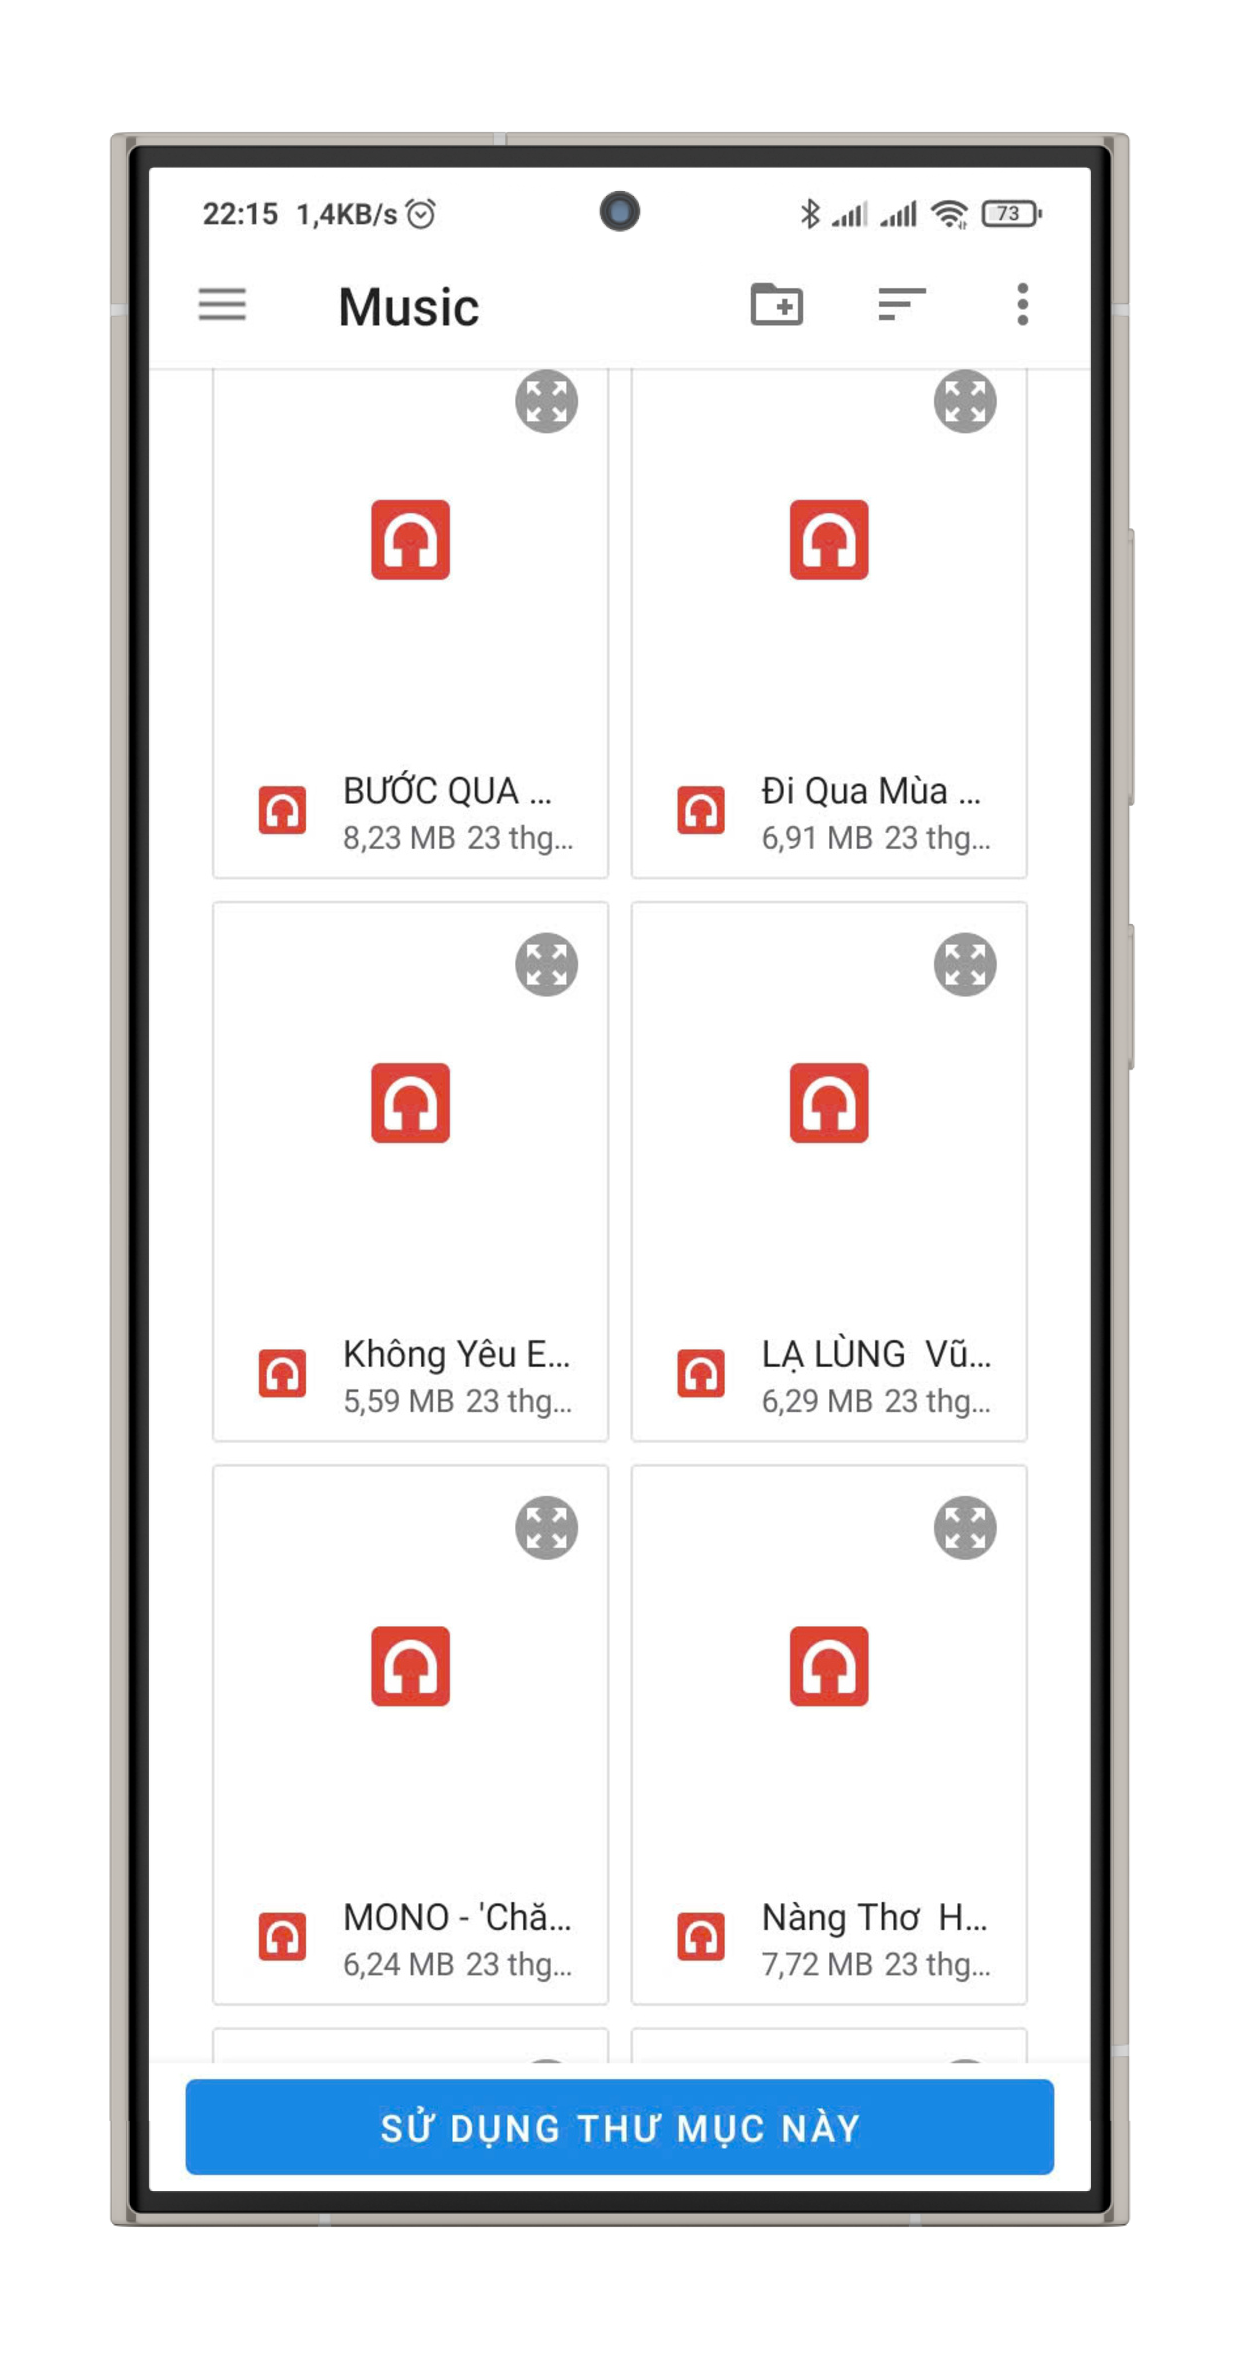 22:15 1,4KB/s 73
Music
BƯỚC QUA ...
8,23 MB 23 thg...
Đi Qua Mùa ...
6,91 MB 23 thg...
Không Yêu E...
5,59 MB 23 thg...
LẠ LÙNG Vũ...
6,29 MB 23 thg...
MONO - 'Chă...
6,24 MB 23 thg...
Nàng Thơ H...
7,72 MB 23 thg...
SỬ DỤNG THƯ MỤC NÀY